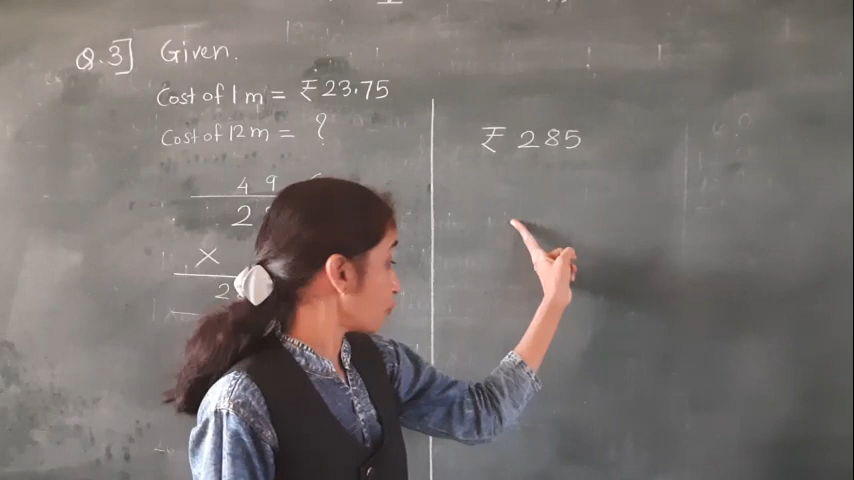 Q.3] Given.
Cost of 1 m = ₹ 23.75
Cost of 12 m = ?
4 9
2
×
2
₹ 285